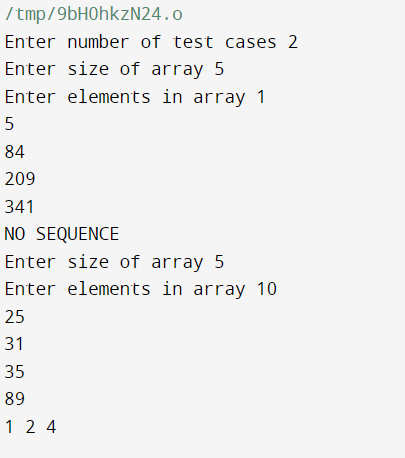 /tmp/9bHOhkzN24.o
Enter number of test cases 2
Enter size of array 5
Enter elements in array 1
5
84
209
341
NO SEQUENCE
Enter size of array 5
Enter elements in array 10
25
31
35
89
1 2 4